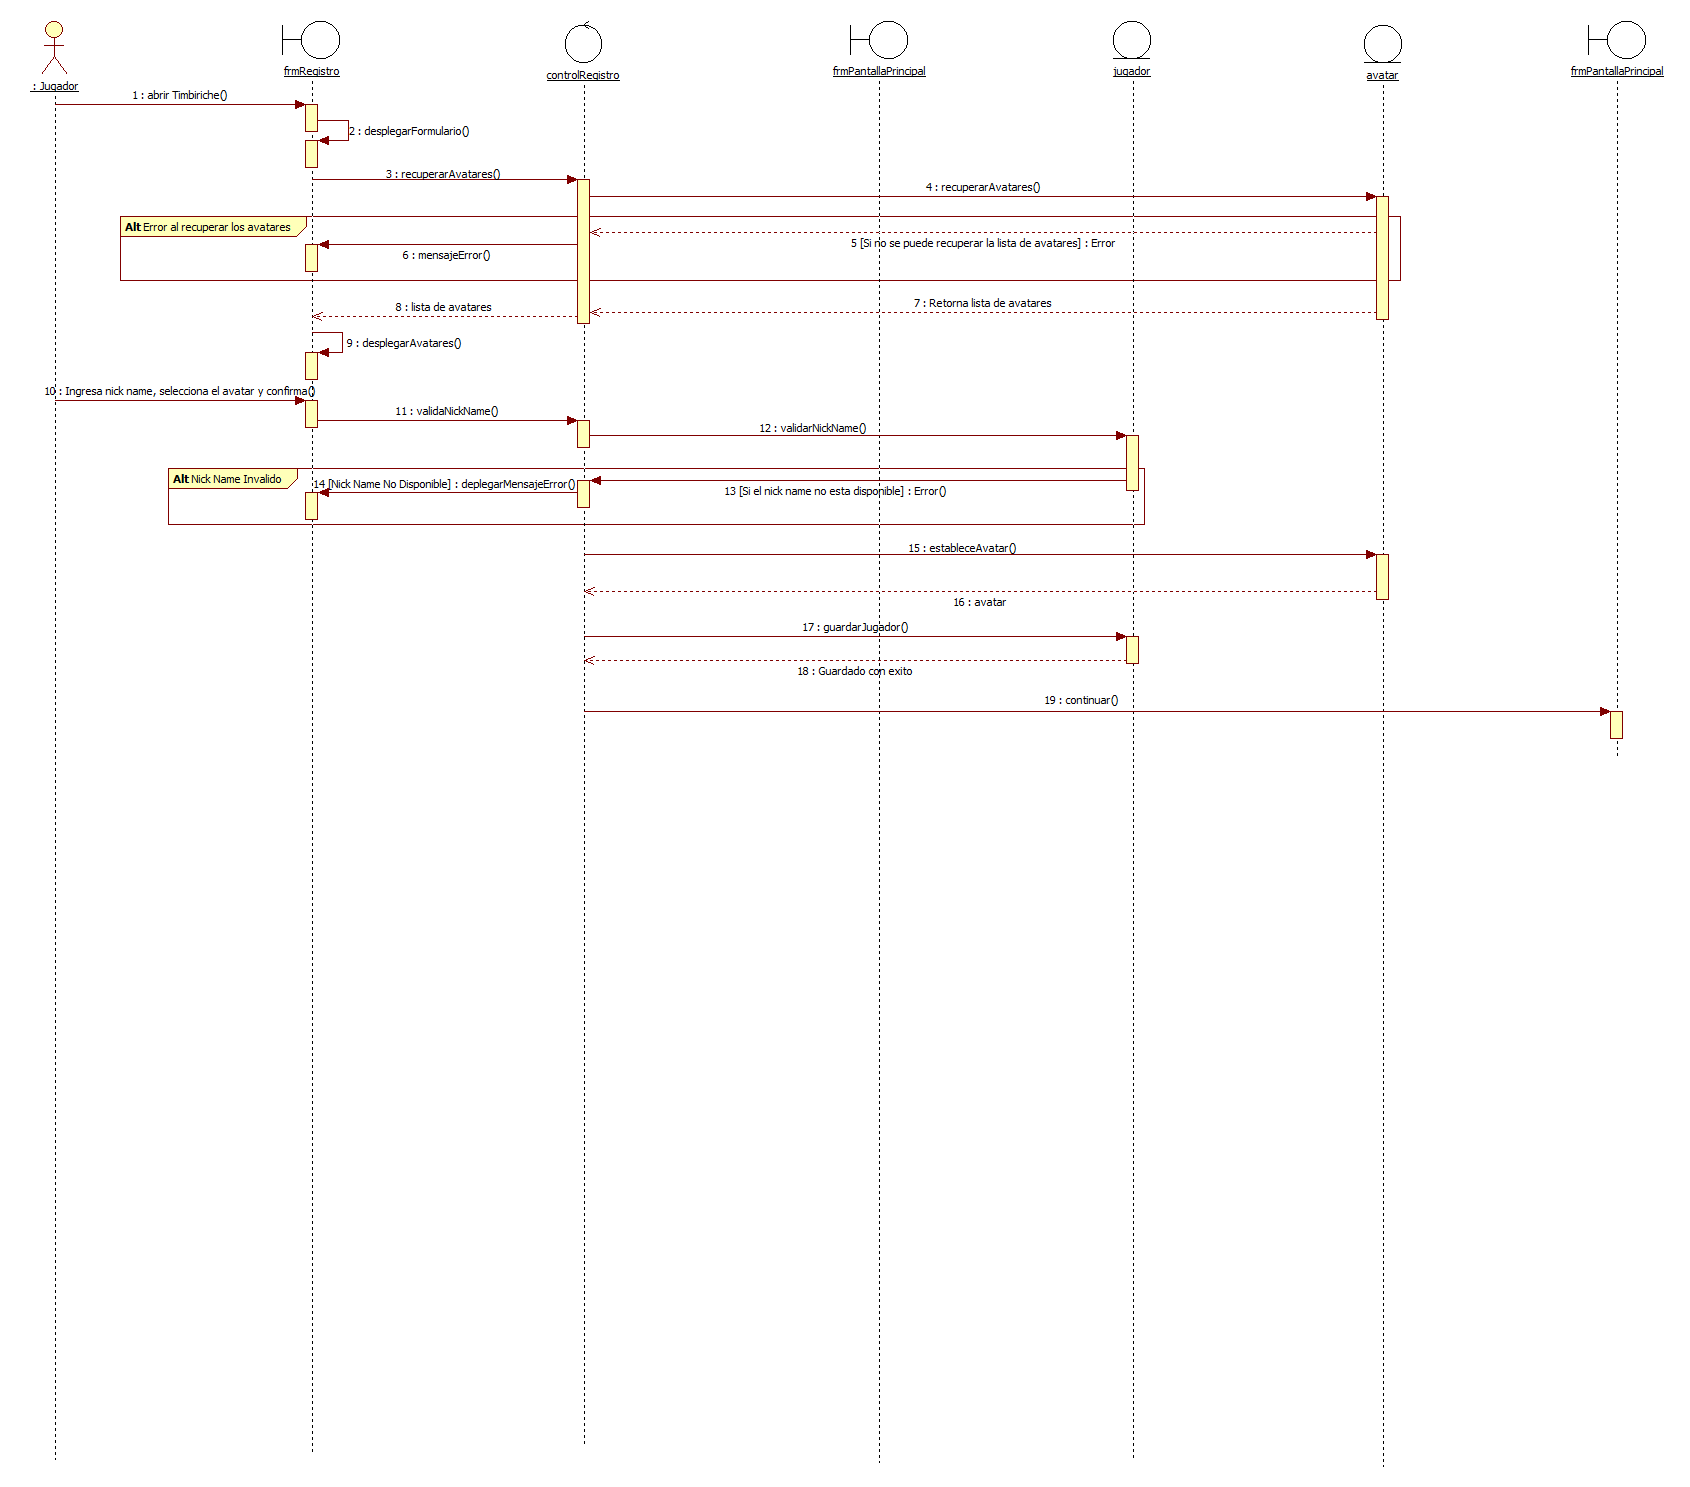 : Jugador
frmRegistro
controlRegistro
frmPantallaPrincipal
jugador
avatar
frmPantallaPrincipal
1 : abrir Timbiriche()
2 : desplegarFormulario()
3 : recuperarAvatares()
4 : recuperarAvatares()
Alt Error al recuperar los avatares
5 [Si no se puede recuperar la lista de avatares] : Error
6 : mensajeError()
7 : Retorna lista de avatares
8 : lista de avatares
9 : desplegarAvatares()
10 : Ingresa nick name, selecciona el avatar y confirma()
11 : validaNickName()
12 : validarNickName()
Alt Nick Name Invalido
14 [Nick Name No Disponible] : deplegarMensajeError()
13 [Si el nick name no esta disponible] : Error()
15 : estableceAvatar()
16 : avatar
17 : guardarJugador()
18 : Guardado con exito
19 : continuar()